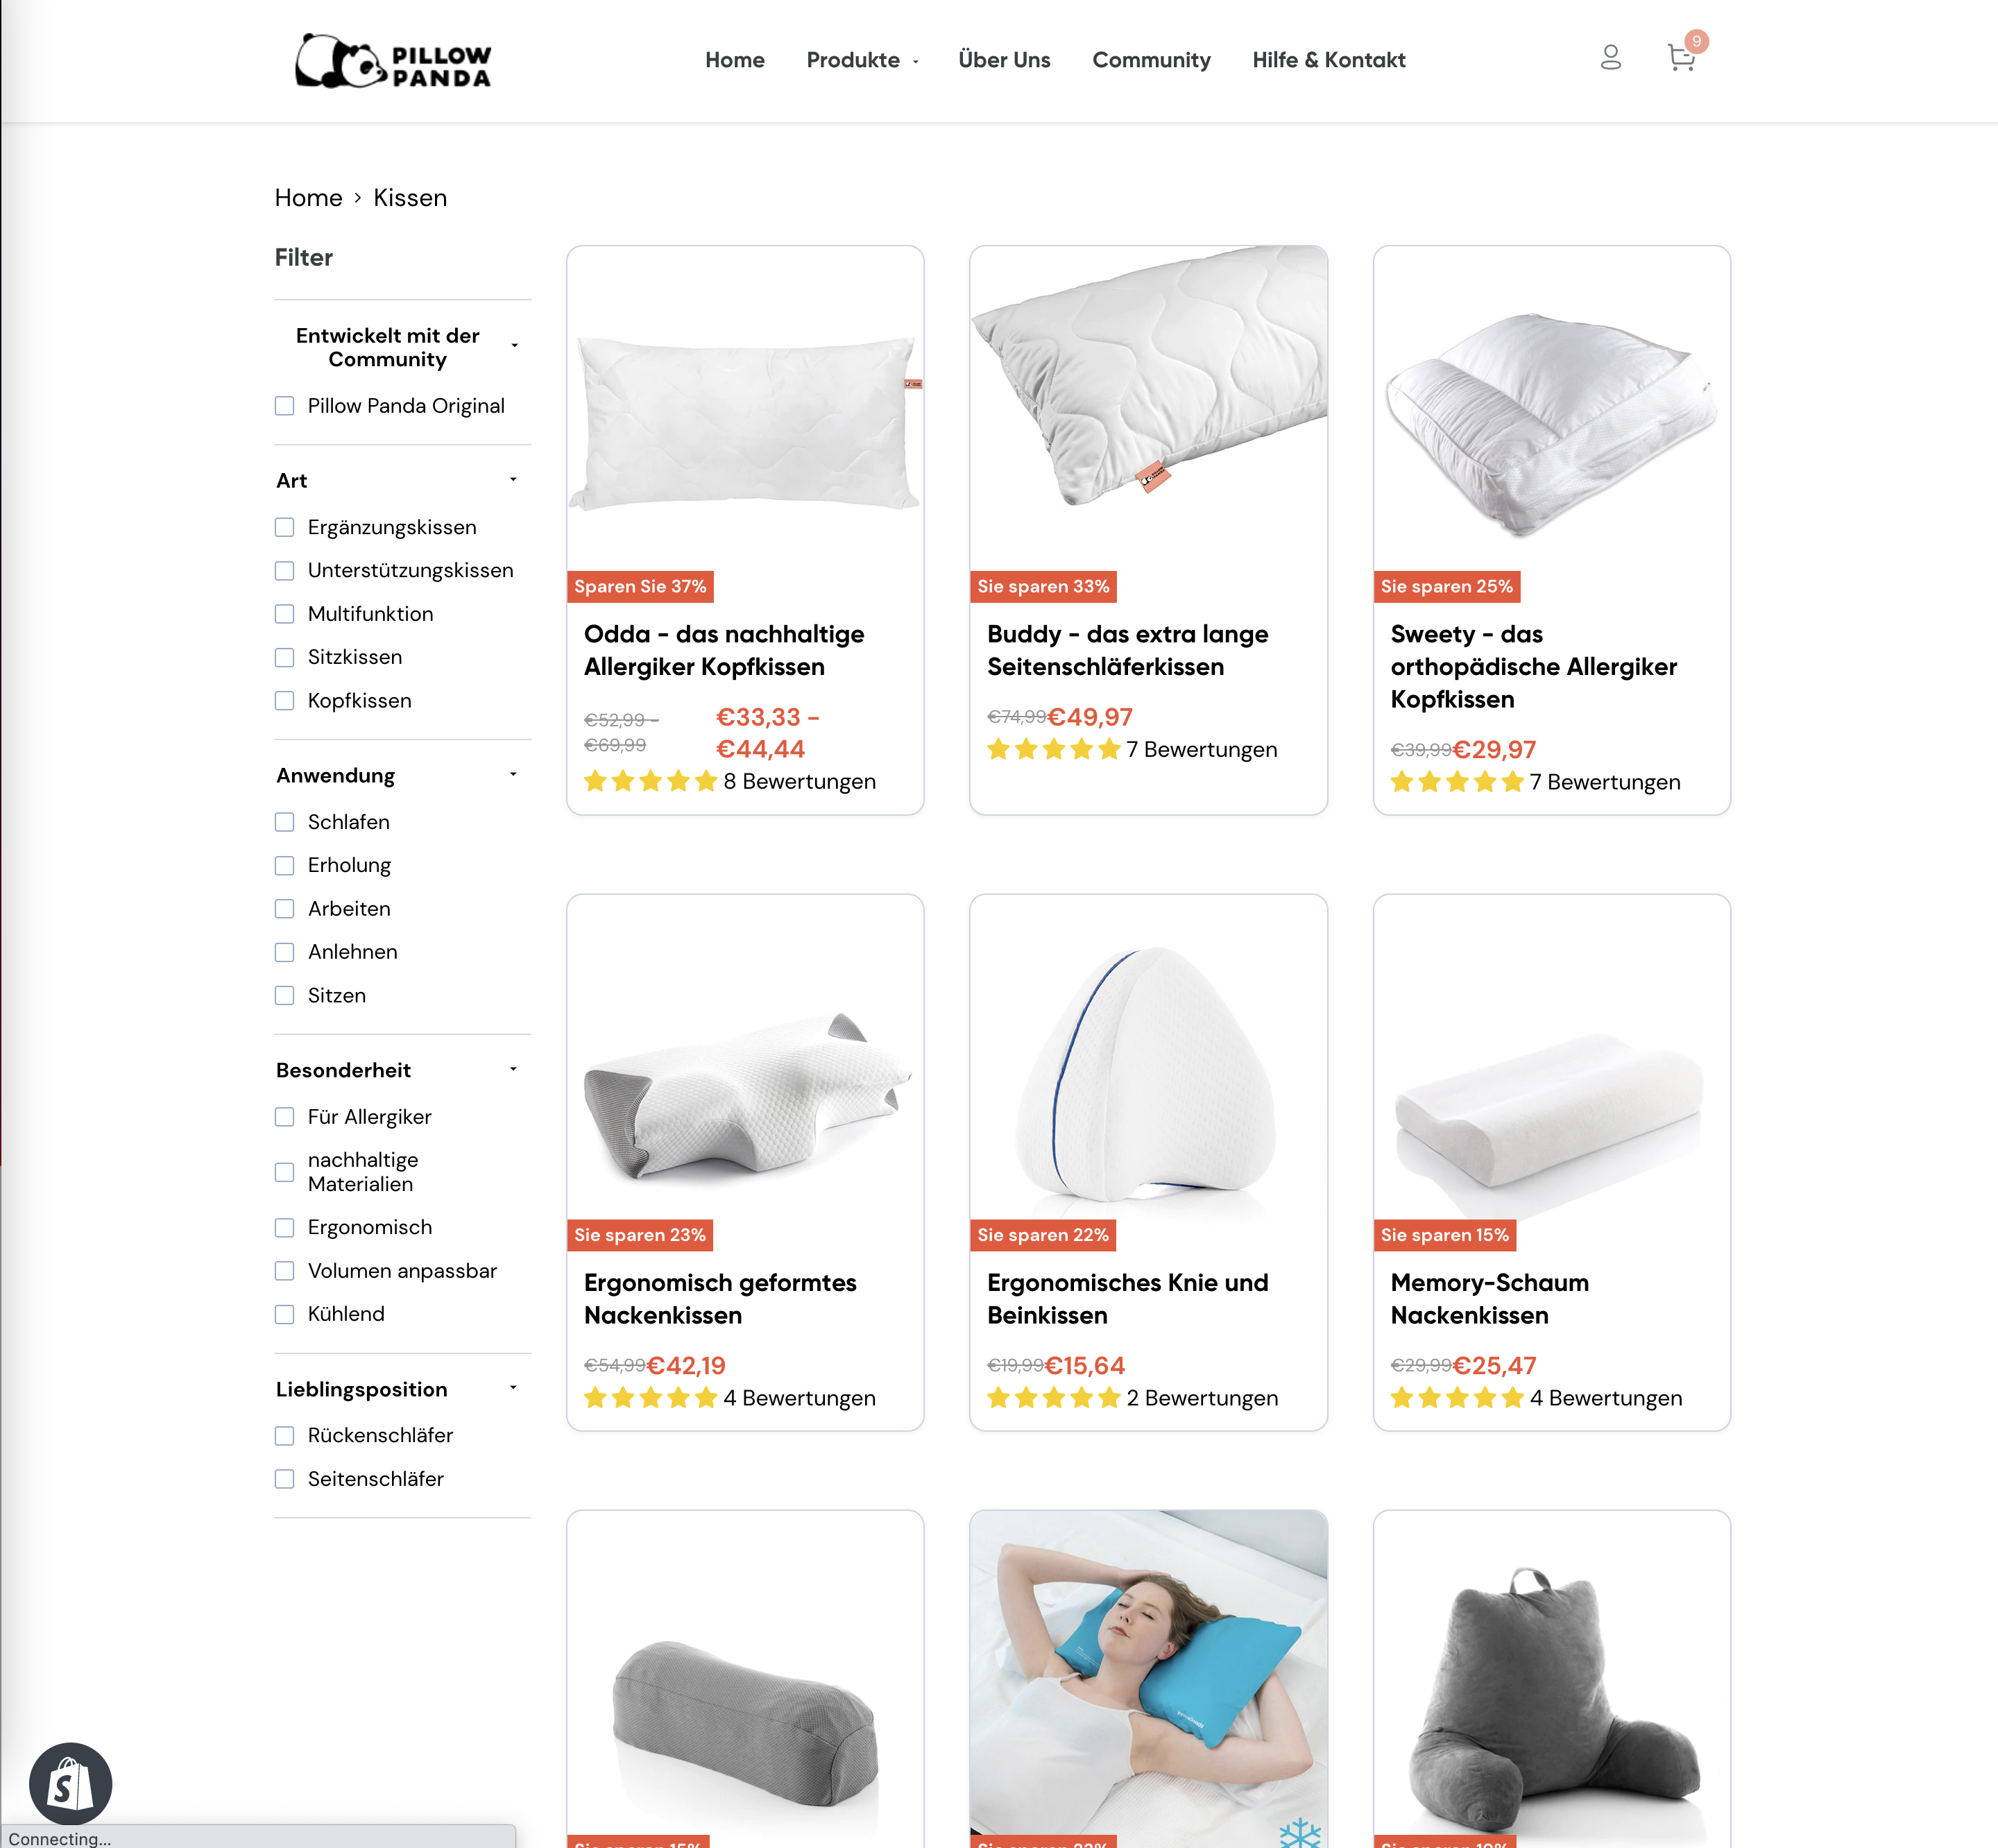 PILLOW
PANDA
Home
Produkte
Über Uns
Community
Hilfe & Kontakt
9
Home › Kissen
Filter
Entwickelt mit der
Community
Pillow Panda Original
Art
Ergänzungskissen
Unterstützungskissen
Multifunktion
Sitzkissen
Kopfkissen
Anwendung
Schlafen
Erholung
Arbeiten
Anlehnen
Sitzen
Besonderheit
Für Allergiker
nachhaltige
Materialien
Ergonomisch
Volumen anpassbar
Kühlend
Lieblingsposition
Rückenschläfer
Seitenschläfer
Sparen Sie 37%
Odda - das nachhaltige
Allergiker Kopfkissen
€52,99 –
€69,99
€33,33 –
€44,44
8 Bewertungen
Sie sparen 33%
Buddy - das extra lange
Seitenschläferkissen
€74,99€49,97
7 Bewertungen
Sie sparen 25%
Sweety - das
orthopädische Allergiker
Kopfkissen
€39,99€29,97
7 Bewertungen
Sie sparen 23%
Ergonomisch geformtes
Nackenkissen
€54,99€42,19
4 Bewertungen
Sie sparen 22%
Ergonomisches Knie und
Beinkissen
€19,99€15,64
2 Bewertungen
Sie sparen 15%
Memory-Schaum
Nackenkissen
€29,99€25,47
4 Bewertungen
Connecting...